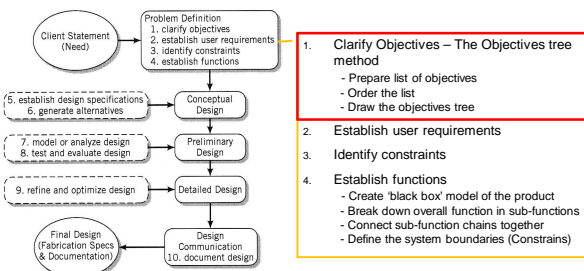 Client Statement
(Need)
Problem Definition
1. clarify objectives
2. establish user requirements
3. identify constraints
4. establish functions
5. establish design specifications
6. generate alternatives
Conceptual
Design
7. model or analyze design
8. test and evaluate design
Preliminary
Design
9. refine and optimize design
Detailed Design
Final Design
(Fabrication Specs
& Documentation)
Design
Communication
10. document design
1. Clarify Objectives – The Objectives tree
method
- Prepare list of objectives
- Order the list
- Draw the objectives tree
2. Establish user requirements
3. Identify constraints
4. Establish functions
- Create 'black box' model of the product
- Break down overall function in sub-functions
- Connect sub-function chains together
- Define the system boundaries (Constrains)